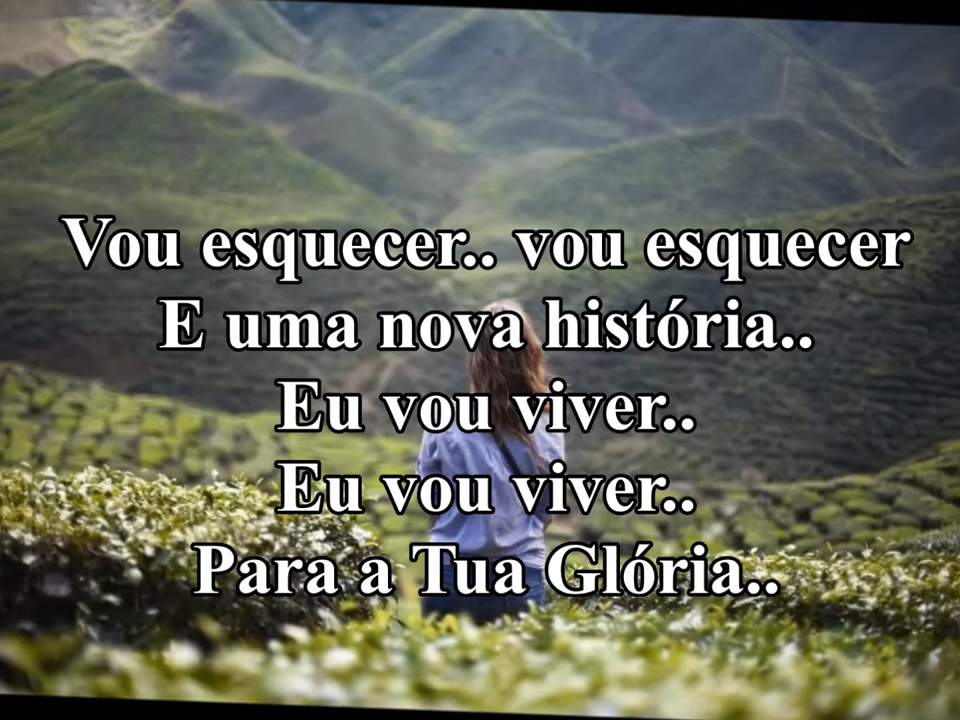 Vou esquecer.. vou esquecer
E uma nova história..
Eu vou viver..
Eu vou viver..
Para a Tua Glória..